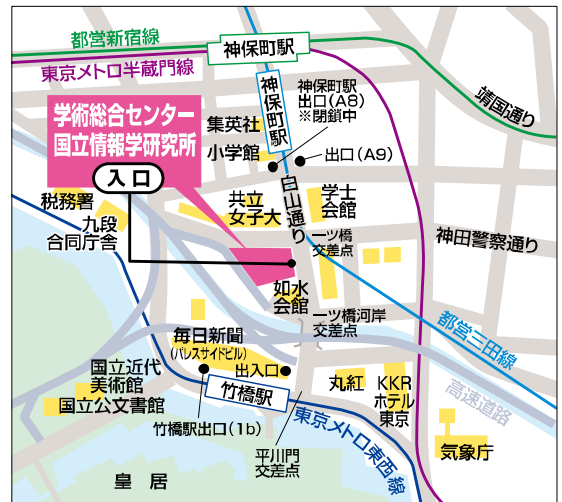 都営新宿線
東京メトロ半蔵門線
神保町駅
神保町駅
神保町駅
出口(A8)
※閉鎖中
靖国通り
学術総合センター
国立情報学研究所
入口
集英社
小学館
出口(A9)
白山通り
税務署
九段
合同庁舎
共立
女子大
学士
会館
一ツ橋
交差点
神田警察通り
如水
会館
一ツ橋河岸
交差点
都営三田線
毎日新聞
(パレスサイドビル)
国立近代
美術館
国立公文書館
出入口
丸紅
KKR
ホテル
東京
高速道路
竹橋駅
竹橋駅出口(1b)
東京メトロ東西線
平川門
交差点
気象庁
皇居